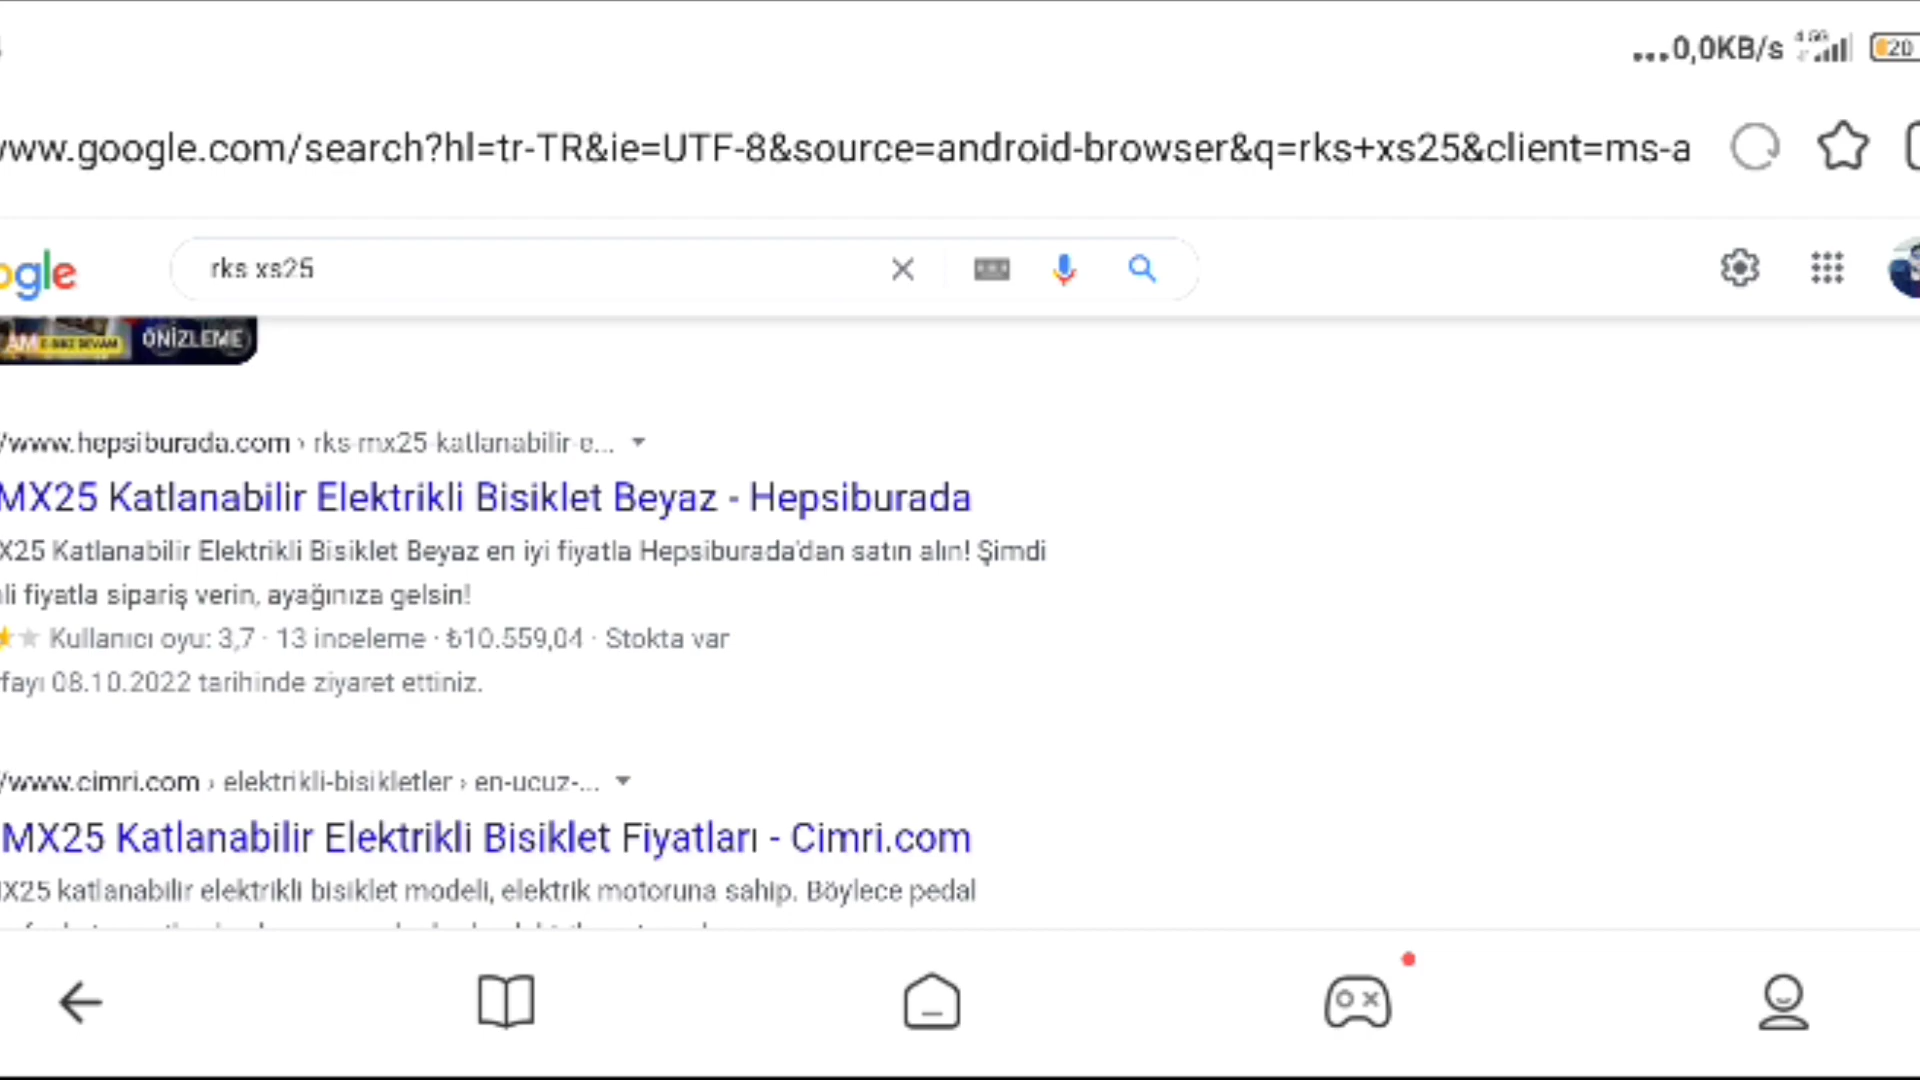 ...0,0KB/s 20
www.google.com/search?hl=tr-TR&ie=UTF-8&source=android-browser&q=rks+xs25&client=ms-a
ogle rks xs25
ÖNİZLEME
/www.hepsiburada.com › rks-mx25-katlanabilir-e...
MX25 Katlanabilir Elektrikli Bisiklet Beyaz - Hepsiburada
X25 Katlanabilir Elektrikli Bisiklet Beyaz en iyi fiyatla Hepsiburada'dan satın alın! Şimdi
li fiyatla sipariş verin, ayağınıza gelsin!
Kullanıcı oyu: 3,7 · 13 inceleme · ₺10.559,04 · Stokta var
fayı 08.10.2022 tarihinde ziyaret ettiniz.
/www.cimri.com › elektrikli-bisikletler › en-ucuz-...
MX25 Katlanabilir Elektrikli Bisiklet Fiyatları - Cimri.com
X25 katlanabilir elektrikli bisiklet modeli, elektrik motoruna sahip. Böylece pedal